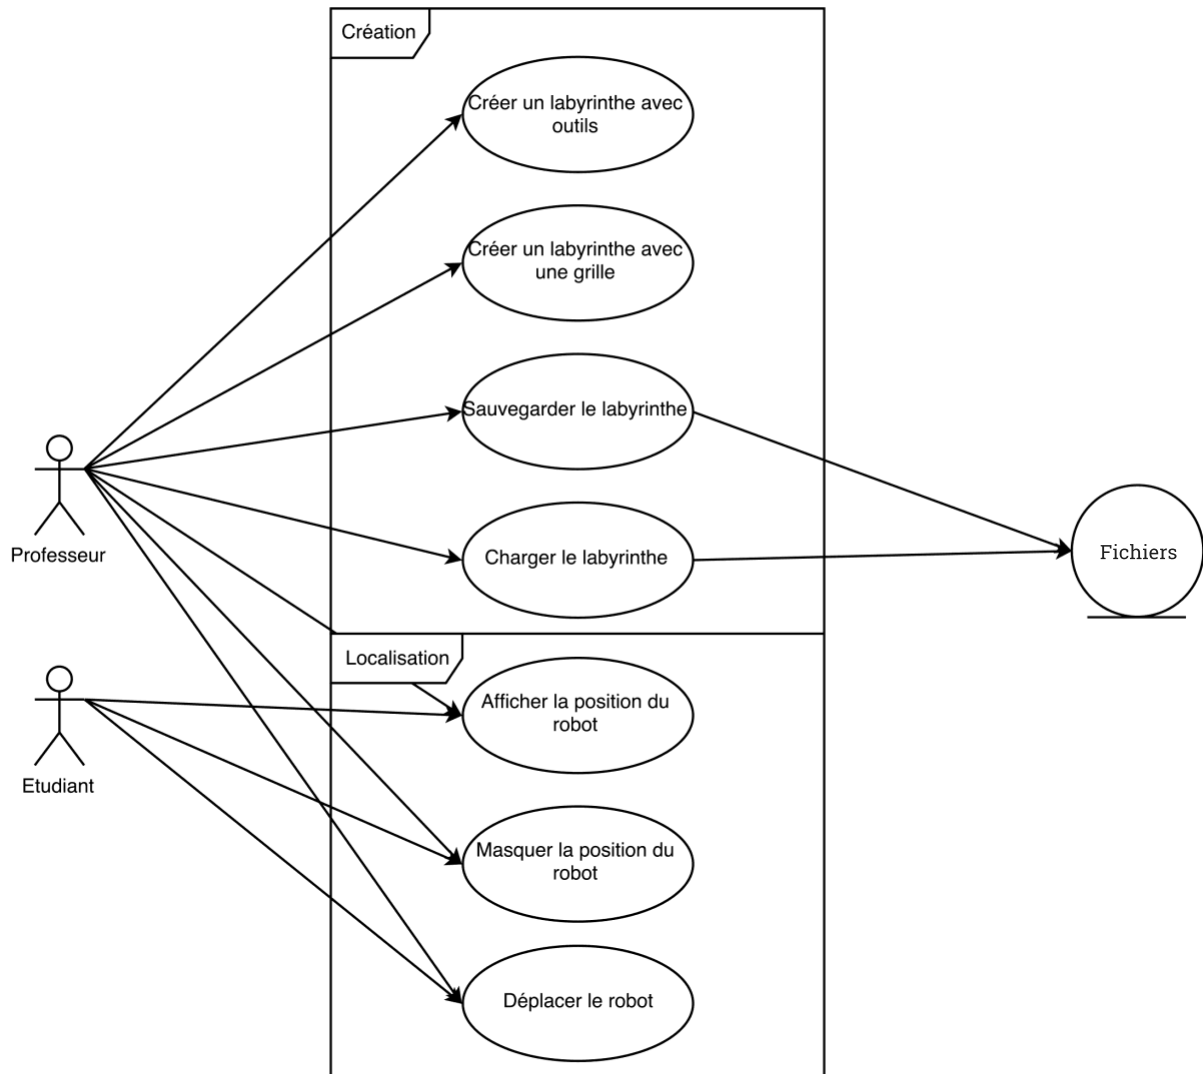 Création
Créer un labyrinthe avec
outils
Créer un labyrinthe avec
une grille
Sauvegarder le labyrinthe
Professeur
Charger le labyrinthe
Fichiers
Localisation
Afficher la position du
robot
Etudiant
Masquer la position du
robot
Déplacer le robot